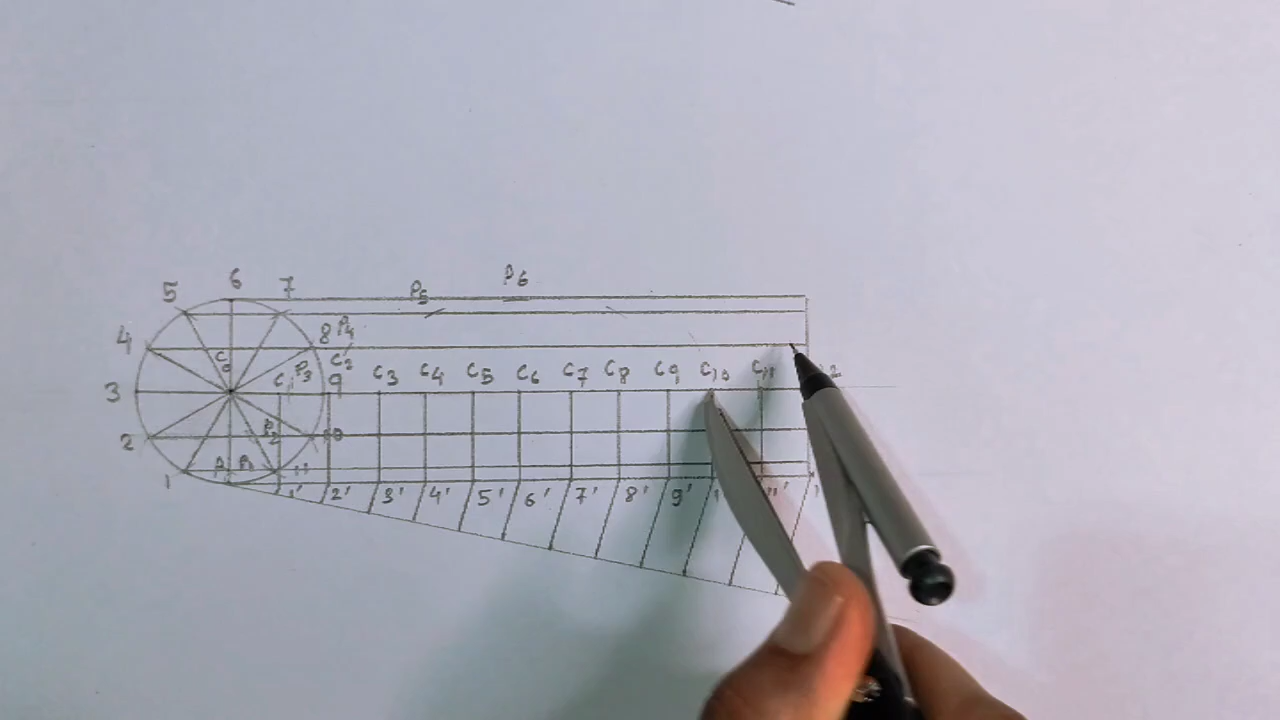 P6
6
5 7 P5
4 8 P4
C0 C2
3 C1 P3 9 C3 C4 C5 C6 C7 C8 C9 C10 C11
2 P2 10
1 P1 11
1' 2' 3' 4' 5' 6' 7' 8' 9' 11'